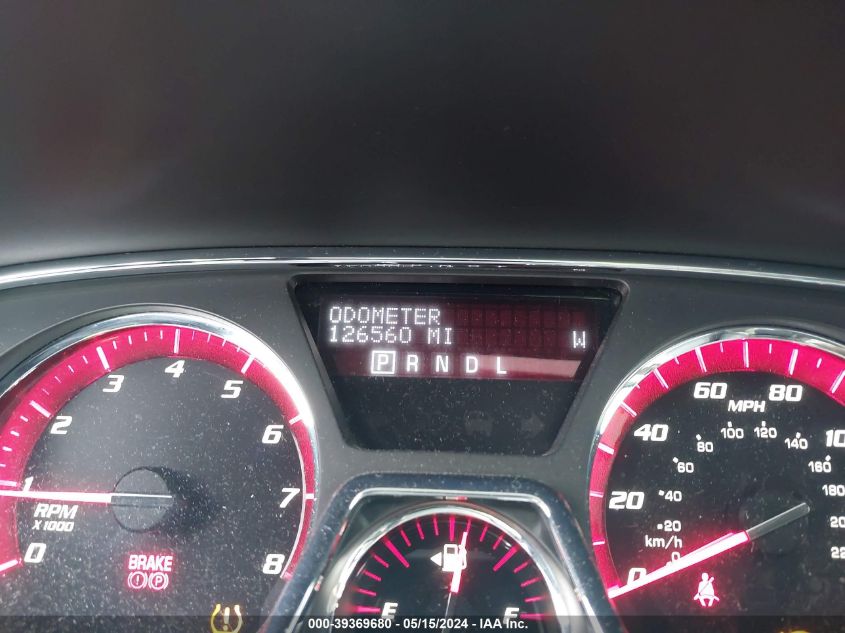 ODOMETER
126560 MI W
P R N D L
0 1 2 3 4 5 6 7 8
RPM
X 1000
BRAKE
P
E F
0 20 40 60 80
MPH
0 20 40 60 80 100 120 140 160 180
km/h
000-39369680 - 05/15/2024 - IAA Inc.